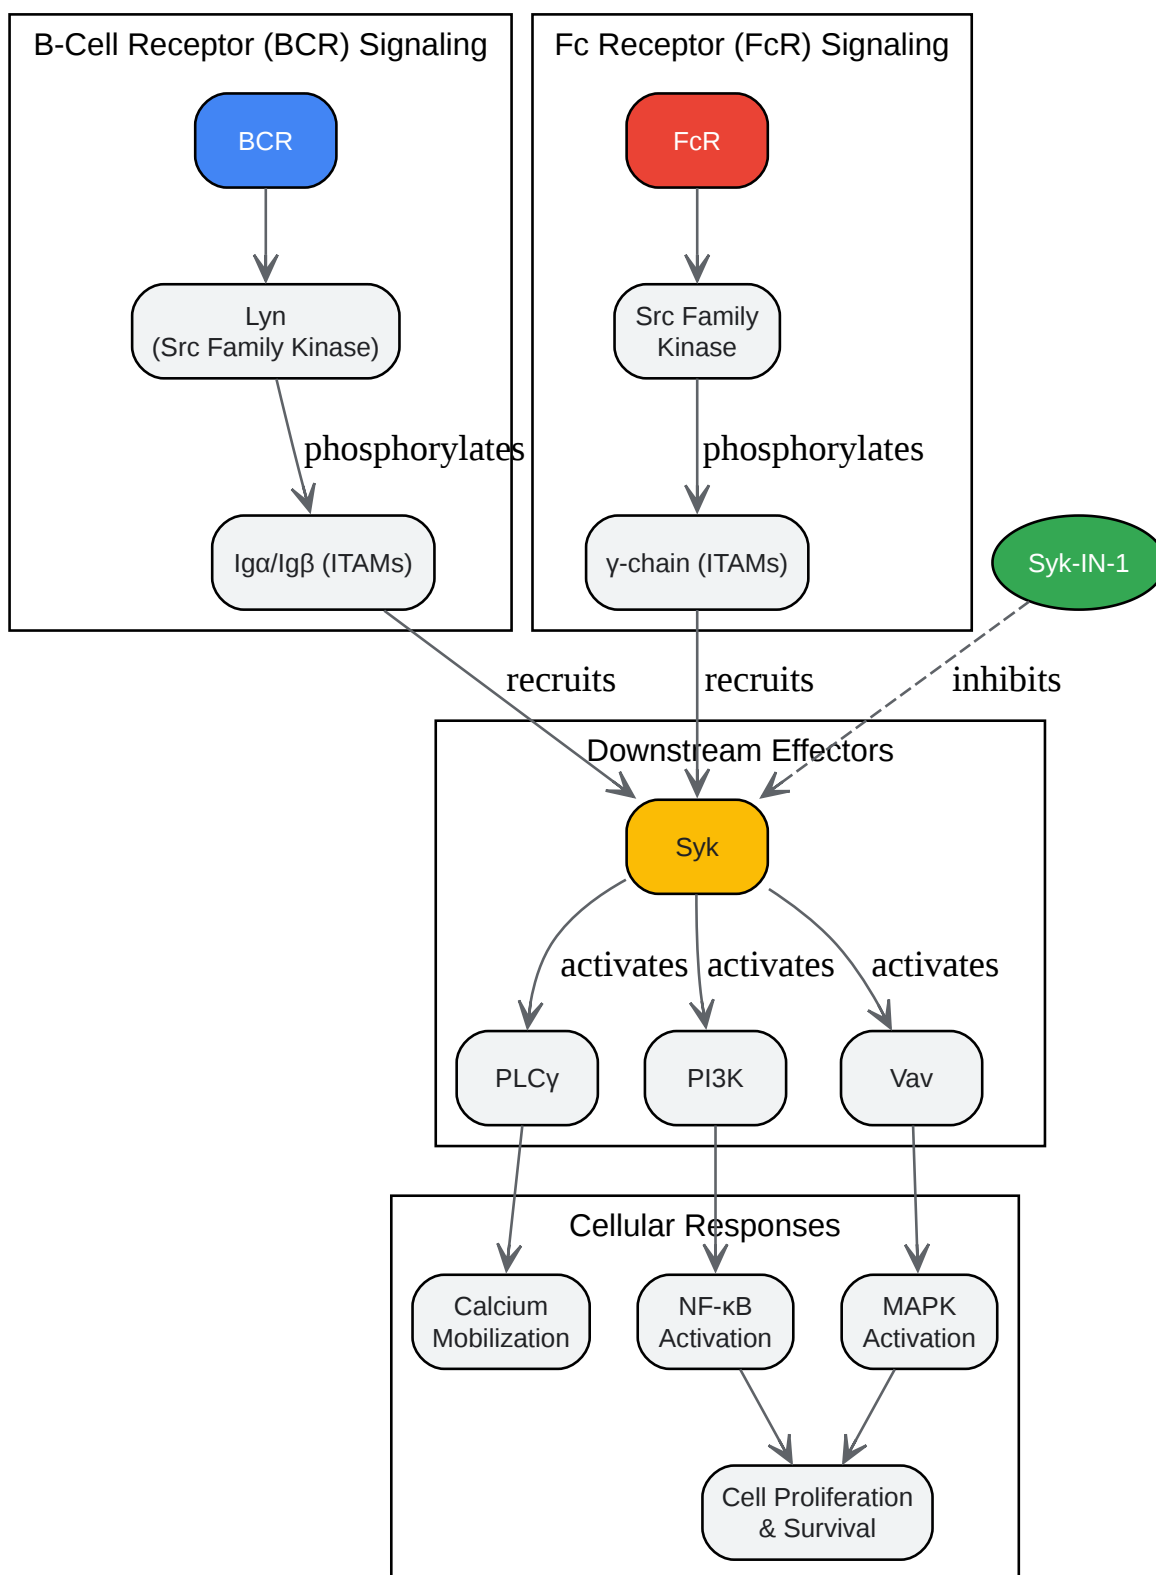 B-Cell Receptor (BCR) Signaling
Fc Receptor (FcR) Signaling
BCR
FcR
Lyn
(Src Family Kinase)
Src Family
Kinase
phosphorylates
phosphorylates
Igα/Igβ (ITAMs)
γ-chain (ITAMs)
Syk-IN-1
recruits
recruits
inhibits
Downstream Effectors
Syk
activates
activates
activates
PLCγ
PI3K
Vav
Cellular Responses
Calcium
Mobilization
NF-κB
Activation
MAPK
Activation
Cell Proliferation
& Survival